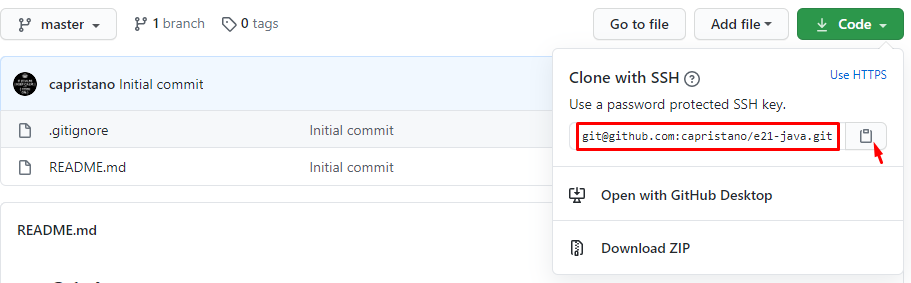 master
1 branch
0 tags
Go to file
Add file
Code
capristano Initial commit
.gitignore Initial commit
README.md Initial commit
README.md
Clone with SSH ?
Use HTTPS
Use a password protected SSH key.
git@github.com:capristano/e21-java.git
Open with GitHub Desktop
Download ZIP